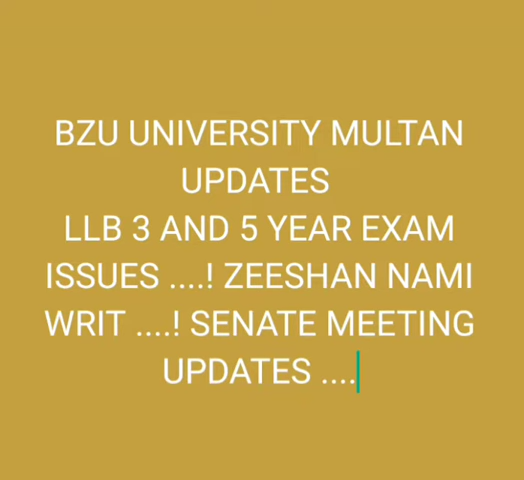 BZU UNIVERSITY MULTAN
UPDATES
LLB 3 AND 5 YEAR EXAM
ISSUES ....! ZEESHAN NAMI
WRIT ....! SENATE MEETING
UPDATES ....